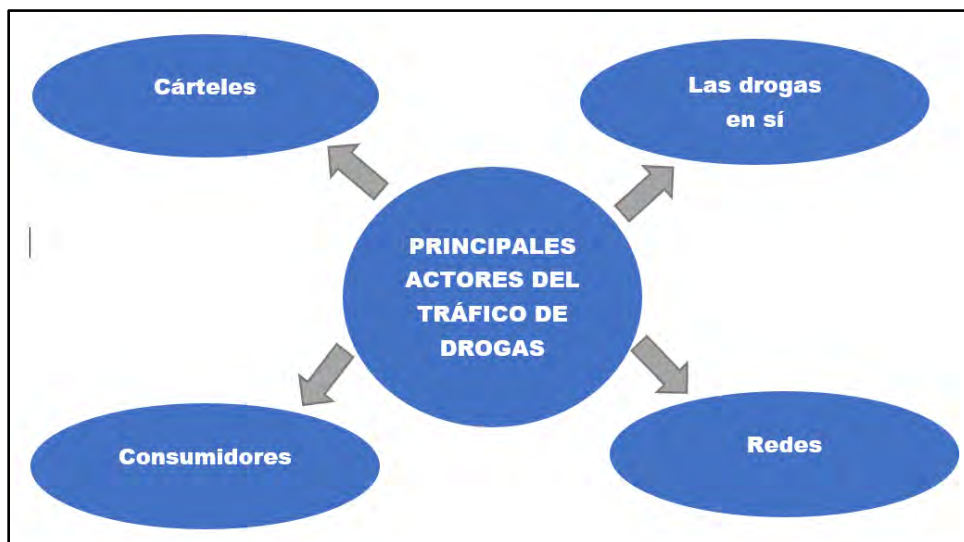 Cárteles
Las drogas
en sí
PRINCIPALES
ACTORES DEL
TRÁFICO DE
DROGAS
Consumidores
Redes